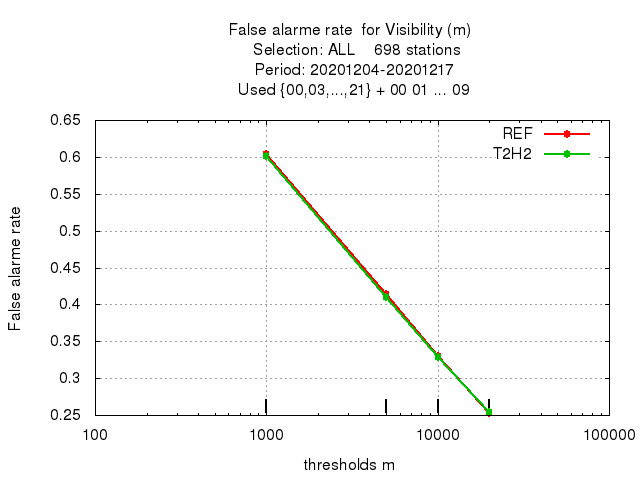 False alarme rate  for Visibility (m)
Selection: ALL    698 stations
Period: 20201204-20201217
Used {00,03,...,21} + 00 01 ... 09
REF
T2H2
0.65
0.6
0.55
0.5
0.45
0.4
0.35
0.3
0.25
False alarme rate
100
1000
10000
100000
thresholds m